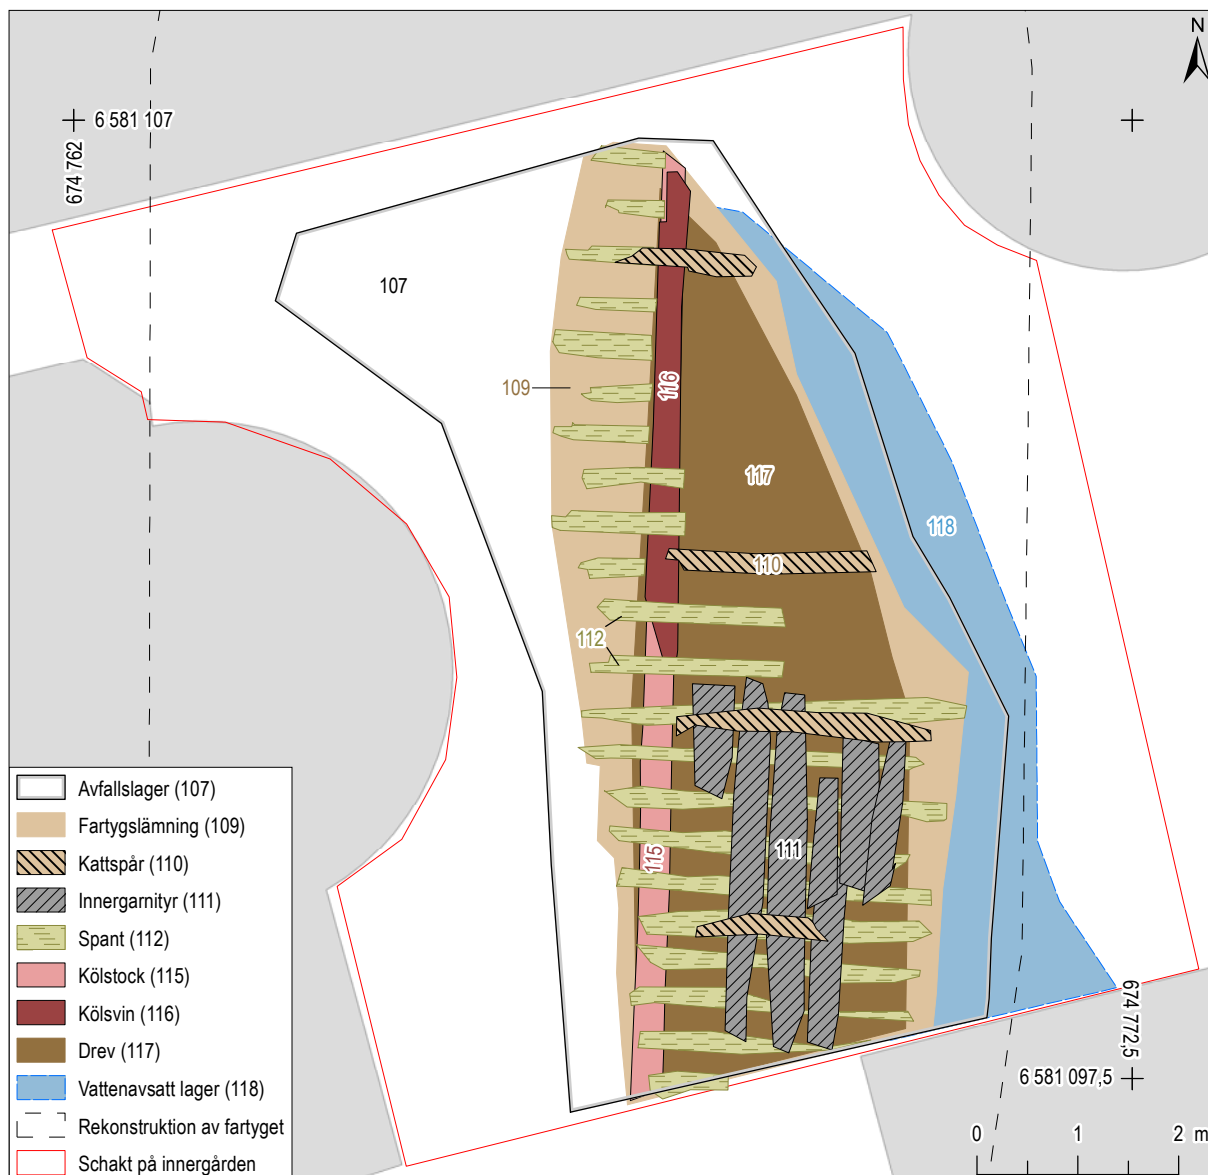 N
6 581 107
674 762
107
109
116
117
118
110
112
115
111
Avfallslager (107)
Fartygslämning (109)
Kattspår (110)
Innergarnityr (111)
Spant (112)
Kölstock (115)
Kölsvin (116)
Drev (117)
Vattenavsatt lager (118)
Rekonstruktion av fartyget
Schakt på innergården
674 772,5
6 581 097,5
0 1 2 m